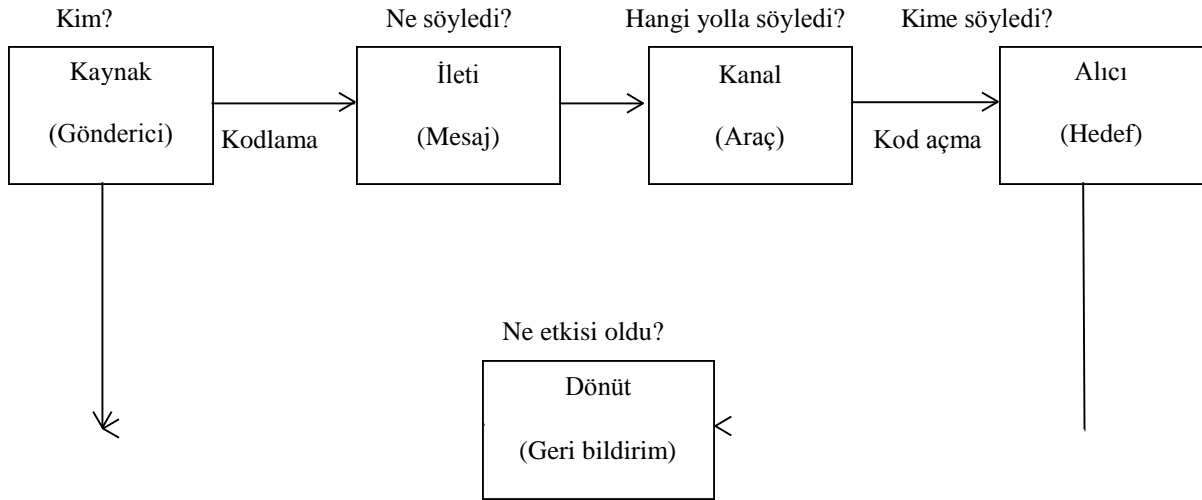 Kim?
Ne söyledi?
Hangi yolla söyledi?
Kime söyledi?
Kaynak
(Gönderici)
Kodlama
İleti
(Mesaj)
Kanal
(Araç)
Kod açma
Alıcı
(Hedef)
Ne etkisi oldu?
Dönüt
(Geri bildirim)